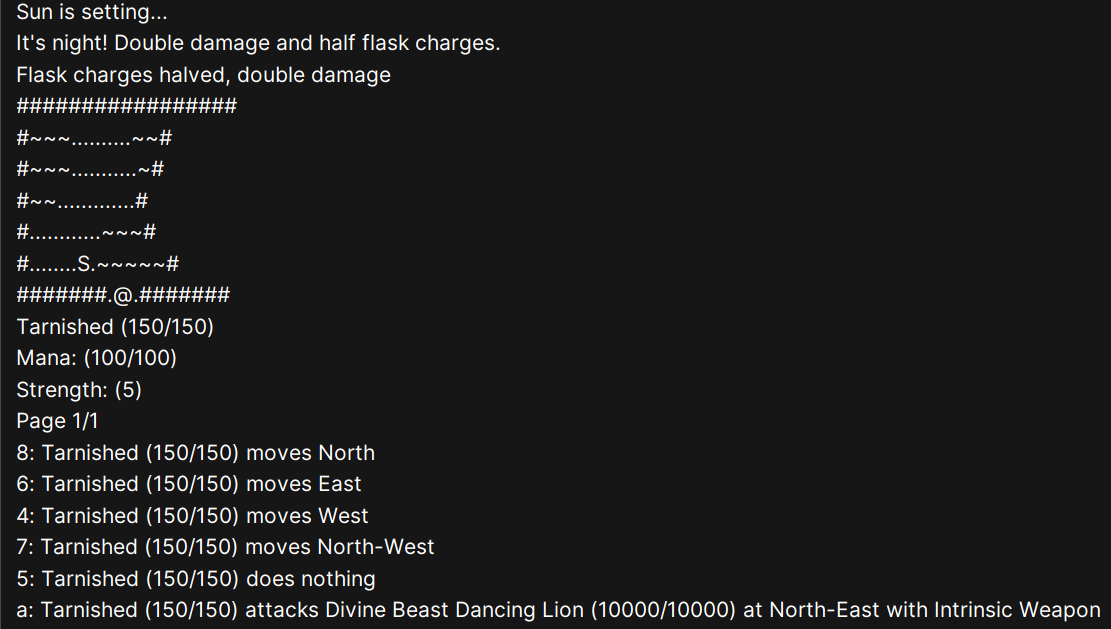 Sun is setting...
It's night! Double damage and half flask charges.
Flask charges halved, double damage
#################
#~~~..........~~#
#~~~...........~#
#~~.............#
#............~~~#
#........S.~~~~~#
#######.@.#######
Tarnished (150/150)
Mana: (100/100)
Strength: (5)
Page 1/1
8: Tarnished (150/150) moves North
6: Tarnished (150/150) moves East
4: Tarnished (150/150) moves West
7: Tarnished (150/150) moves North-West
5: Tarnished (150/150) does nothing
a: Tarnished (150/150) attacks Divine Beast Dancing Lion (10000/10000) at North-East with Intrinsic Weapon